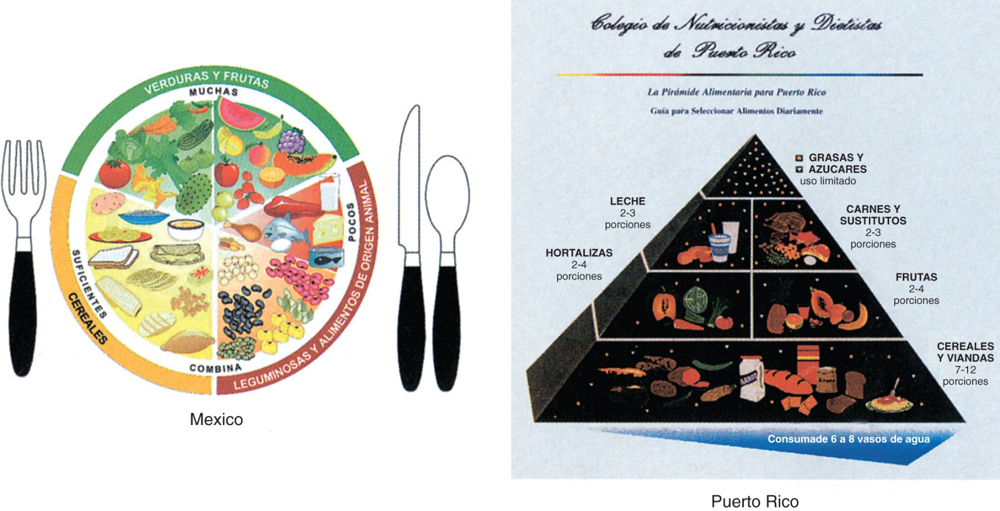 VERDURAS Y FRUTAS
MUCHAS
POCOS
LEGUMINOSAS Y ALIMENTOS DE ORIGEN ANIMAL
SUFICIENTES
CEREALES
COMBINA
Mexico
Colegio de Nutricionistas y Dietistas
de Puerto Rico
La Pirámide Alimentaria para Puerto Rico
Guía para Seleccionar Alimentos Diariamente
GRASAS Y
AZUCARES
uso limitado
LECHE
2-3
porciones
CARNES Y
SUSTITUTOS
2-3
porciones
HORTALIZAS
2-4
porciones
FRUTAS
2-4
porciones
CEREALES
Y VIANDAS
7-12
porciones
ARROZ
Avena
Consumade 6 a 8 vasos de agua
Puerto Rico